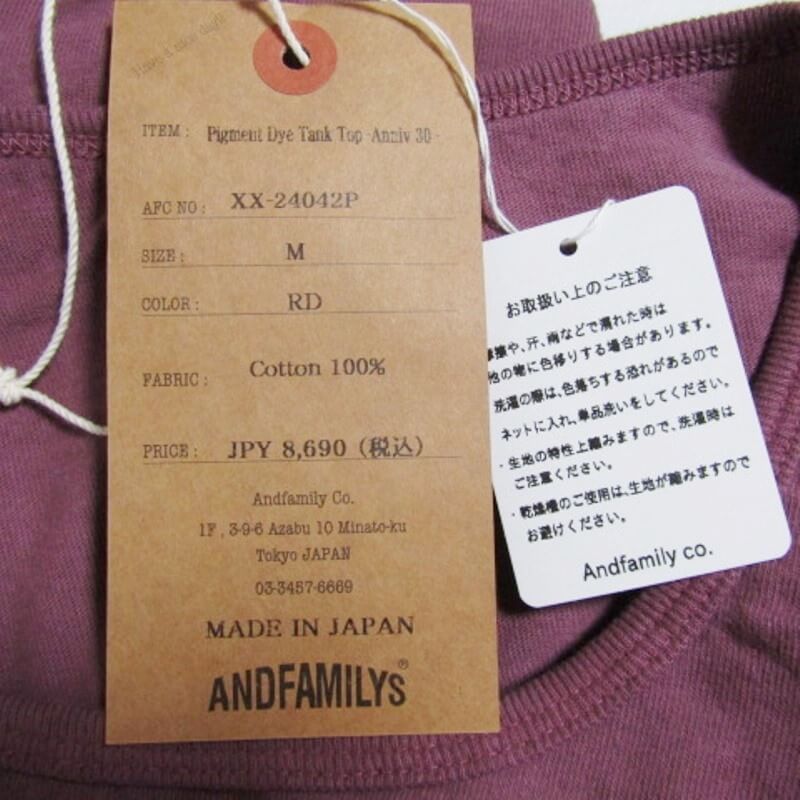 Have a nice day!!
ITEM : Pigment Dye Tank Top -Anniv 30 -
AFC NO : XX-24042P
SIZE : M
COLOR : RD
FABRIC : Cotton 100%
PRICE : JPY 8,690 (税込)
Andfamily Co.
1F , 3-9-6 Azabu 10 Minato-ku
Tokyo JAPAN
03-3457-6669
MADE IN JAPAN
ANDFAMILYS®
お取扱い上のご注意
擦や、汗、雨などで濡れた時は
他の物に色移りする場合があります。
洗濯の際は、色落ちする恐れがあるので
ネットに入れ、単品洗いをしてください。
・生地の特性上縮みますので、洗濯時は
ご注意ください。
・乾燥機のご使用は、生地が縮みますので
お避けください。
Andfamily co.